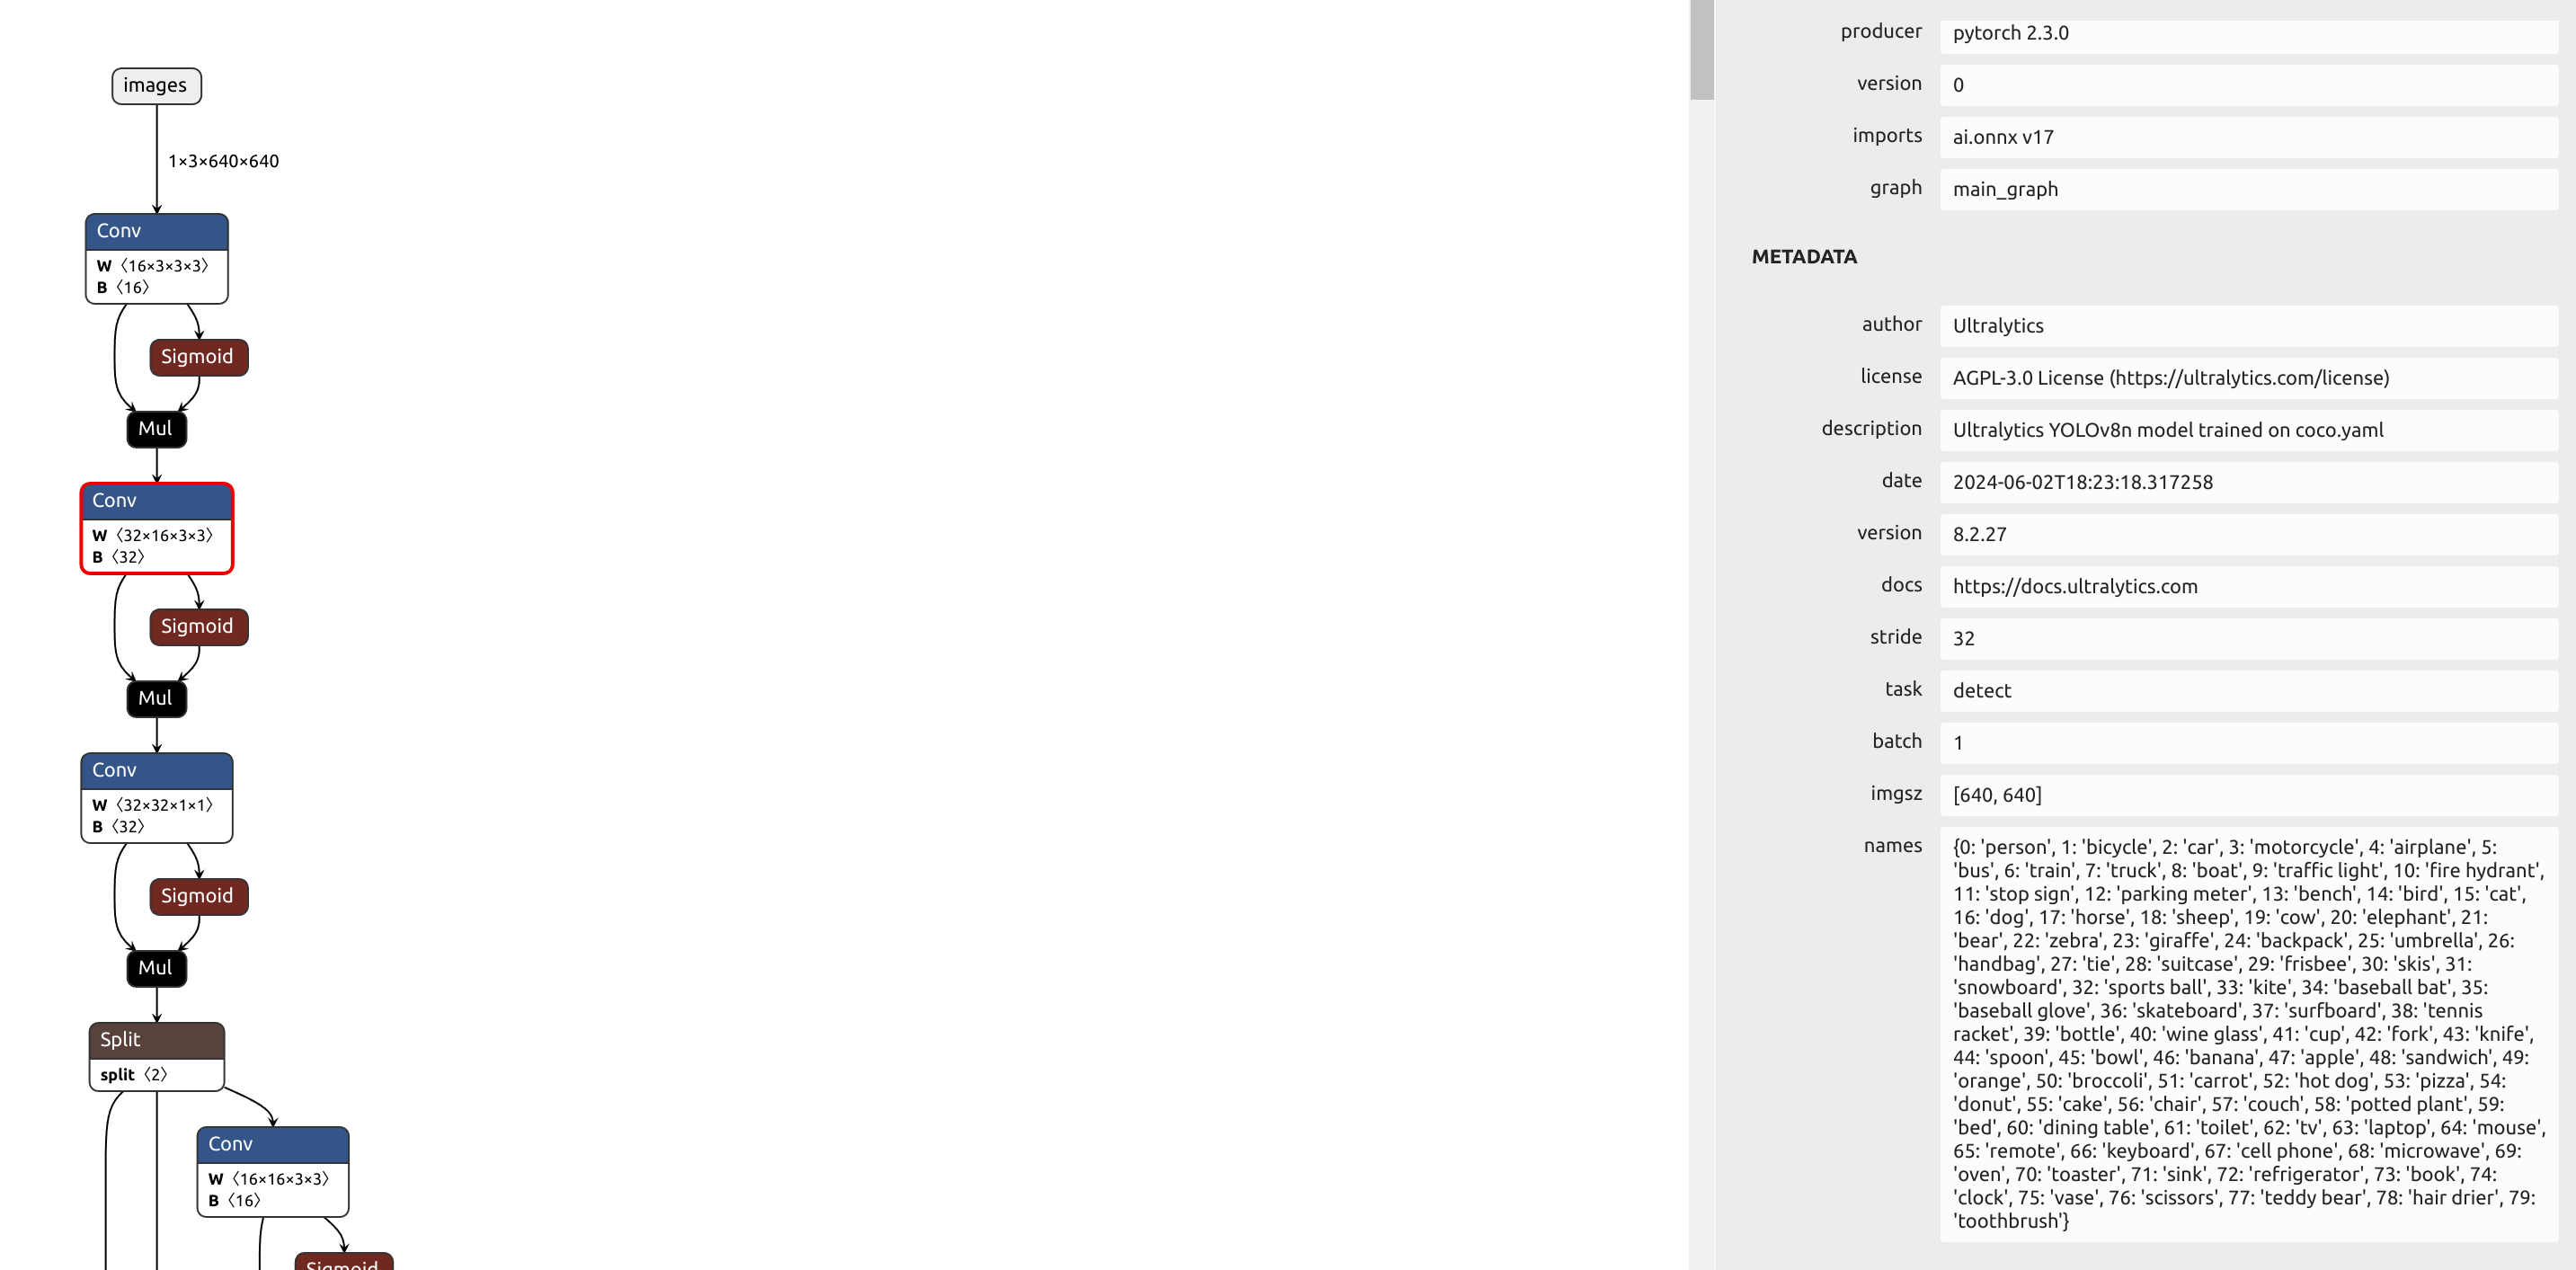 images
1×3×640×640
Conv
W 〈16×3×3×3〉
B 〈16〉
Sigmoid
Mul
Conv
W 〈32×16×3×3〉
B 〈32〉
Sigmoid
Mul
Conv
W 〈32×32×1×1〉
B 〈32〉
Sigmoid
Mul
Split
split 〈2〉
Conv
W 〈16×16×3×3〉
B 〈16〉
Sigmoid
producer pytorch 2.3.0
version 0
imports ai.onnx v17
graph main_graph
METADATA
author Ultralytics
license AGPL-3.0 License (https://ultralytics.com/license)
description Ultralytics YOLOv8n model trained on coco.yaml
date 2024-06-02T18:23:18.317258
version 8.2.27
docs https://docs.ultralytics.com
stride 32
task detect
batch 1
imgsz [640, 640]
names {0: 'person', 1: 'bicycle', 2: 'car', 3: 'motorcycle', 4: 'airplane', 5:
'bus', 6: 'train', 7: 'truck', 8: 'boat', 9: 'traffic light', 10: 'fire hydrant',
11: 'stop sign', 12: 'parking meter', 13: 'bench', 14: 'bird', 15: 'cat',
16: 'dog', 17: 'horse', 18: 'sheep', 19: 'cow', 20: 'elephant', 21:
'bear', 22: 'zebra', 23: 'giraffe', 24: 'backpack', 25: 'umbrella', 26:
'handbag', 27: 'tie', 28: 'suitcase', 29: 'frisbee', 30: 'skis', 31:
'snowboard', 32: 'sports ball', 33: 'kite', 34: 'baseball bat', 35:
'baseball glove', 36: 'skateboard', 37: 'surfboard', 38: 'tennis
racket', 39: 'bottle', 40: 'wine glass', 41: 'cup', 42: 'fork', 43: 'knife',
44: 'spoon', 45: 'bowl', 46: 'banana', 47: 'apple', 48: 'sandwich', 49:
'orange', 50: 'broccoli', 51: 'carrot', 52: 'hot dog', 53: 'pizza', 54:
'donut', 55: 'cake', 56: 'chair', 57: 'couch', 58: 'potted plant', 59:
'bed', 60: 'dining table', 61: 'toilet', 62: 'tv', 63: 'laptop', 64: 'mouse',
65: 'remote', 66: 'keyboard', 67: 'cell phone', 68: 'microwave', 69:
'oven', 70: 'toaster', 71: 'sink', 72: 'refrigerator', 73: 'book', 74:
'clock', 75: 'vase', 76: 'scissors', 77: 'teddy bear', 78: 'hair drier', 79:
'toothbrush'}